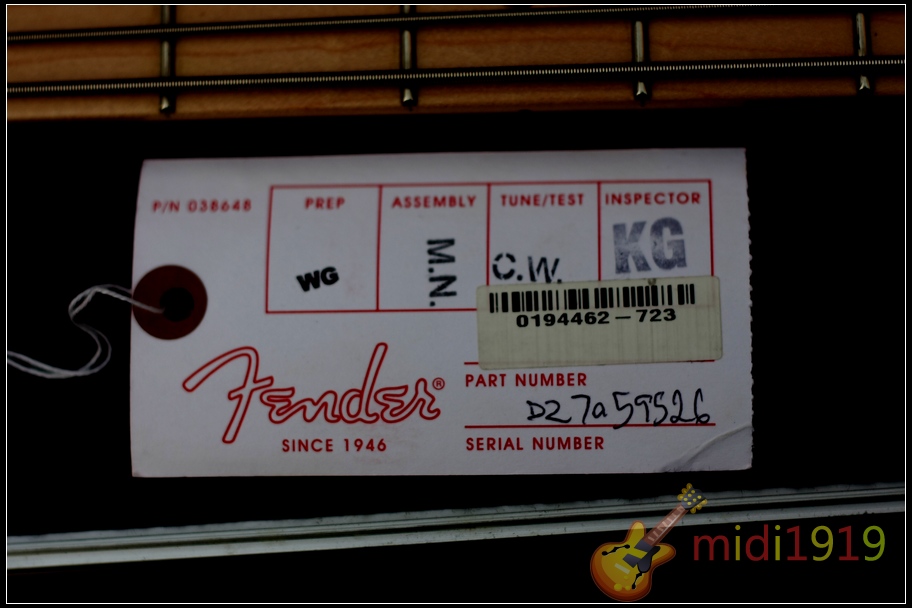 P/N 038648
PREP
ASSEMBLY
TUNE/TEST
INSPECTOR
WG
M.N.
C.W.
KG
0194462-723
PART NUMBER
Fender®
SINCE 1946
DZ7a59526
SERIAL NUMBER
midi1919